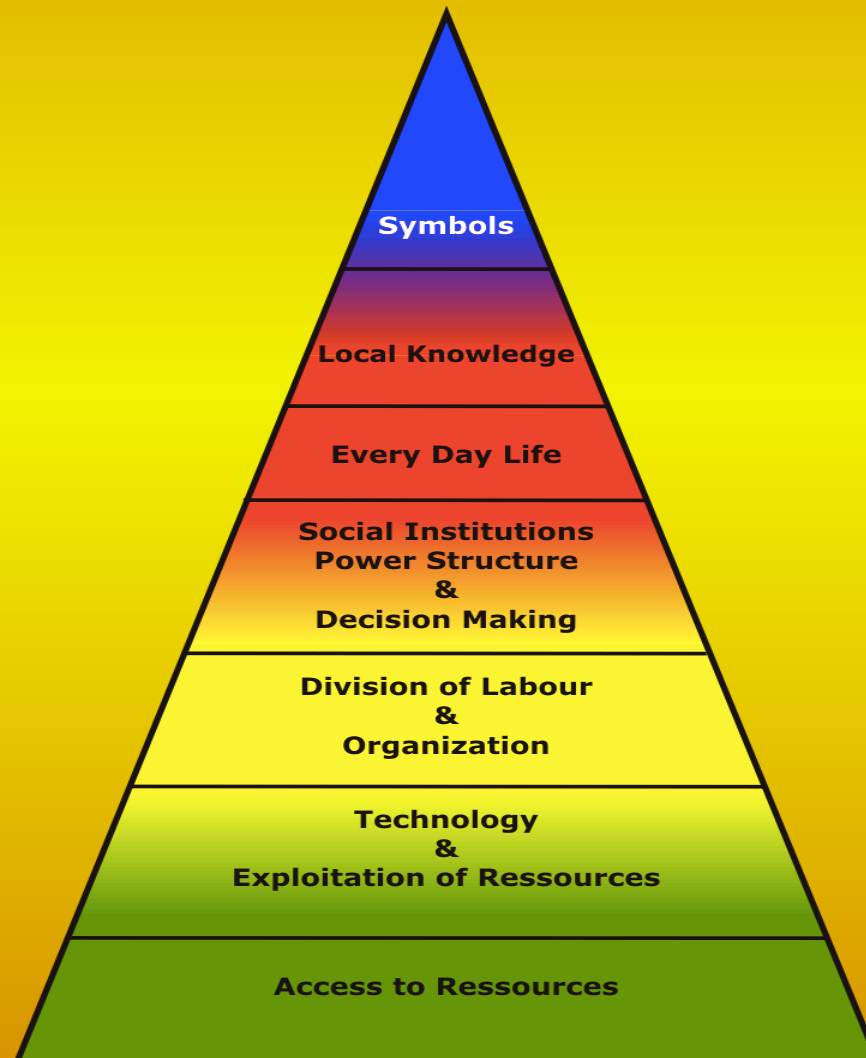 Symbols
Local Knowledge
Every Day Life
Social Institutions
Power Structure
&
Decision Making
Division of Labour
&
Organization
Technology
&
Exploitation of Ressources
Access to Ressources